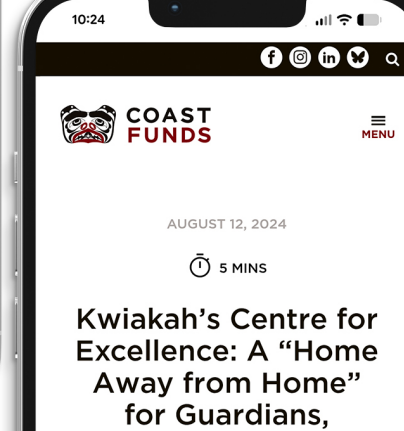 10:24
COAST
FUNDS
MENU
AUGUST 12, 2024
5 MINS
Kwiakah’s Centre for
Excellence: A “Home
Away from Home”
for Guardians,